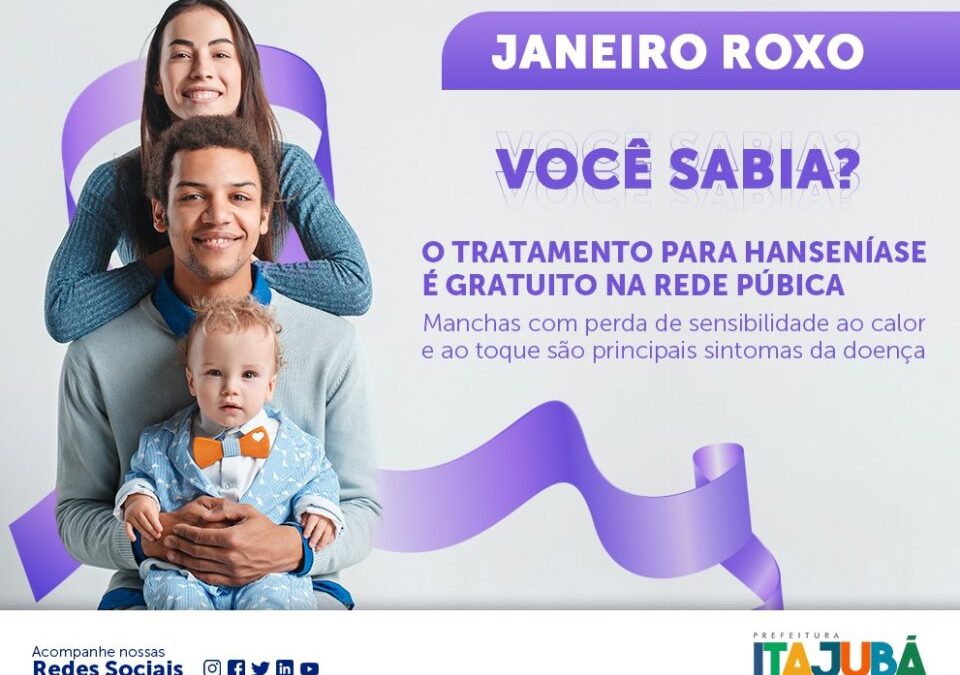 JANEIRO ROXO
VOCÊ SABIA?
O TRATAMENTO PARA HANSENÍASE
É GRATUITO NA REDE PÚBICA
Manchas com perda de sensibilidade ao calor
e ao toque são principais sintomas da doença
Acompanhe nossas
Redes Sociais
PREFEITURA
ITAJUBÁ